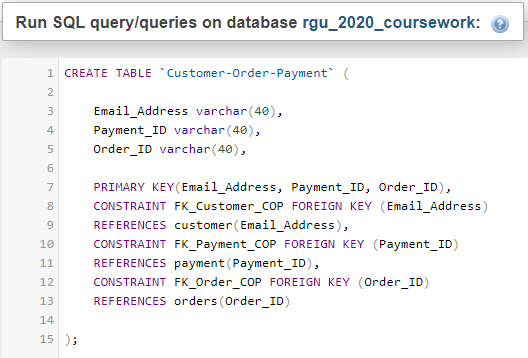 Run SQL query/queries on database rgu_2020_coursework:
1 CREATE TABLE `Customer-Order-Payment` (
2
3 Email_Address varchar(40),
4 Payment_ID varchar(40),
5 Order_ID varchar(40),
6
7 PRIMARY KEY(Email_Address, Payment_ID, Order_ID),
8 CONSTRAINT FK_Customer_COP FOREIGN KEY (Email_Address)
9 REFERENCES customer(Email_Address),
10 CONSTRAINT FK_Payment_COP FOREIGN KEY (Payment_ID)
11 REFERENCES payment(Payment_ID),
12 CONSTRAINT FK_Order_COP FOREIGN KEY (Order_ID)
13 REFERENCES orders(Order_ID)
14
15 );